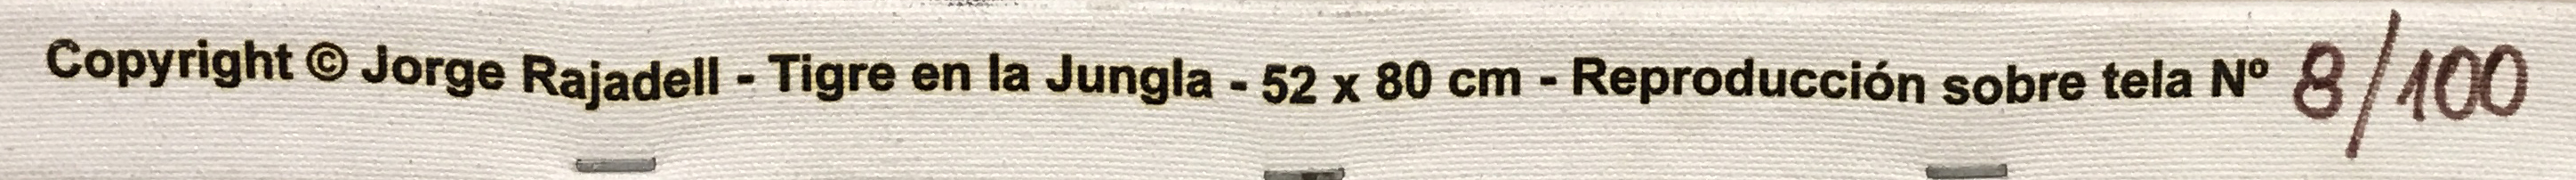 Copyright © Jorge Rajadell - Tigre en la Jungla - 52 x 80 cm - Reproducción sobre tela Nº 8/100